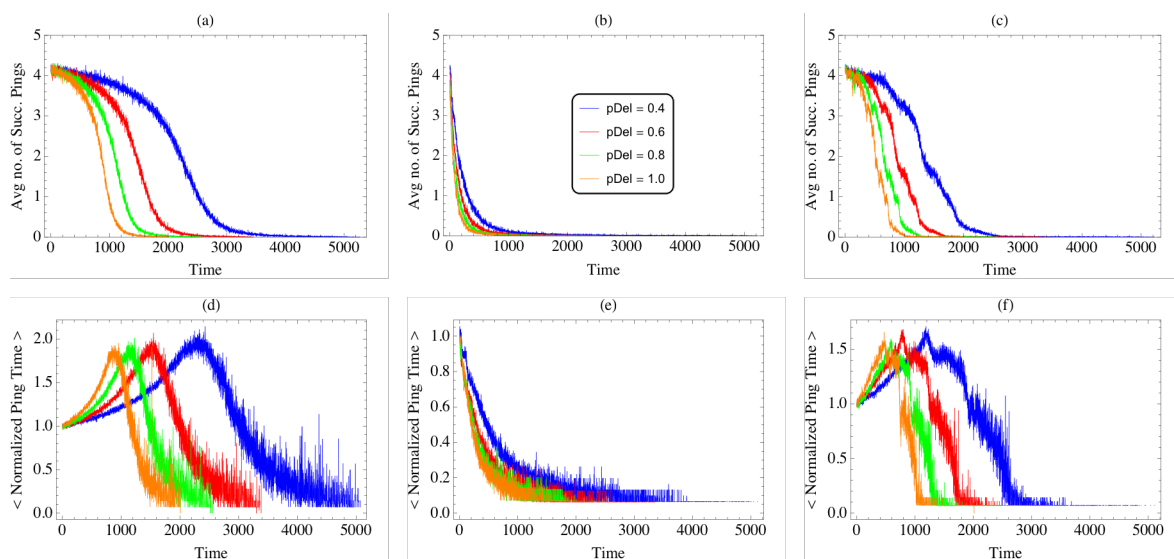 (a)
Avg no. of Succ. Pings
5
4
3
2
1
0
0 1000 2000 3000 4000 5000
Time
(b)
Avg no. of Succ. Pings
5
4
3
2
1
0
pDel = 0.4
pDel = 0.6
pDel = 0.8
pDel = 1.0
0 1000 2000 3000 4000 5000
Time
(c)
Avg no. of Succ. Pings
5
4
3
2
1
0
0 1000 2000 3000 4000 5000
Time
(d)
< Normalized Ping Time >
2.0
1.5
1.0
0.5
0.0
0 1000 2000 3000 4000 5000
Time
(e)
< Normalized Ping Time >
1.0
0.8
0.6
0.4
0.2
0.0
0 1000 2000 3000 4000 5000
Time
(f)
< Normalized Ping Time >
1.5
1.0
0.5
0.0
0 1000 2000 3000 4000 5000
Time